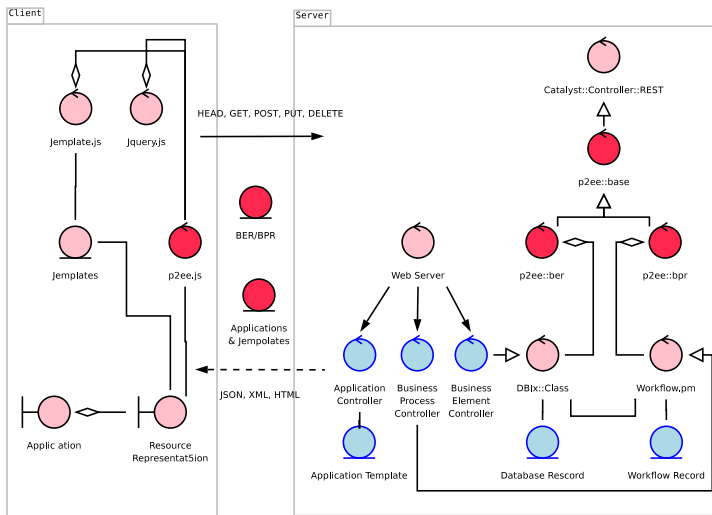 Client
Server
Catalyst::Controller::REST
HEAD, GET, POST, PUT, DELETE
Jemplate.js
Jquery.js
p2ee::base
BER/BPR
Jemplates
p2ee.js
Web Server
p2ee::ber
p2ee::bpr
Applications
& Jempolates
Application
Controller
Business
Process
Controller
Business
Element
Controller
DBIx::Class
Workflow.pm
JSON, XML, HTML
Applic ation
Resource
Representat5ion
Application Template
Database Rescord
Workflow Record